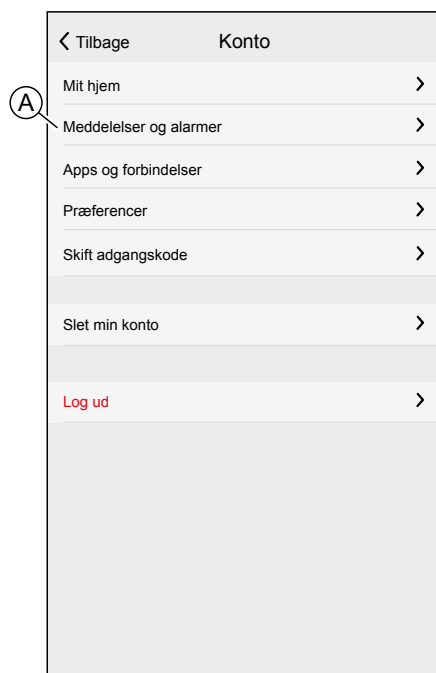 Tilbage Konto
Mit hjem
A
Meddelelser og alarmer
Apps og forbindelser
Præferencer
Skift adgangskode
Slet min konto
Log ud